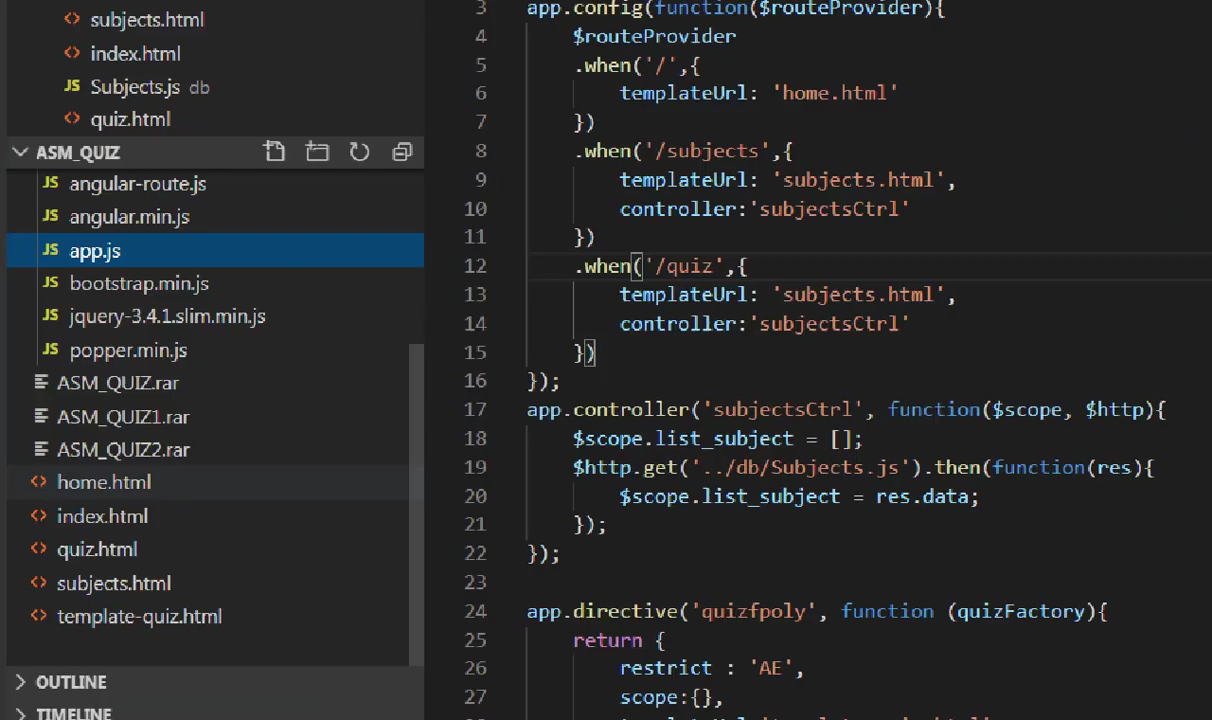 subjects.html
index.html
Subjects.js db
quiz.html
ASM_QUIZ
angular-route.js
angular.min.js
app.js
bootstrap.min.js
jquery-3.4.1.slim.min.js
popper.min.js
ASM_QUIZ.rar
ASM_QUIZ1.rar
ASM_QUIZ2.rar
home.html
index.html
quiz.html
subjects.html
template-quiz.html
OUTLINE
TIMELINE
3 app.config(function($routeProvider){
4 $routeProvider
5 .when('/',{
6 templateUrl: 'home.html'
7 })
8 .when('/subjects',{
9 templateUrl: 'subjects.html',
10 controller:'subjectsCtrl'
11 })
12 .when('/quiz',{
13 templateUrl: 'subjects.html',
14 controller:'subjectsCtrl'
15 })
16 });
17 app.controller('subjectsCtrl', function($scope, $http){
18 $scope.list_subject = [];
19 $http.get('../db/Subjects.js').then(function(res){
20 $scope.list_subject = res.data;
21 });
22 });
23
24 app.directive('quizfpoly', function (quizFactory){
25 return {
26 restrict : 'AE',
27 scope:{},